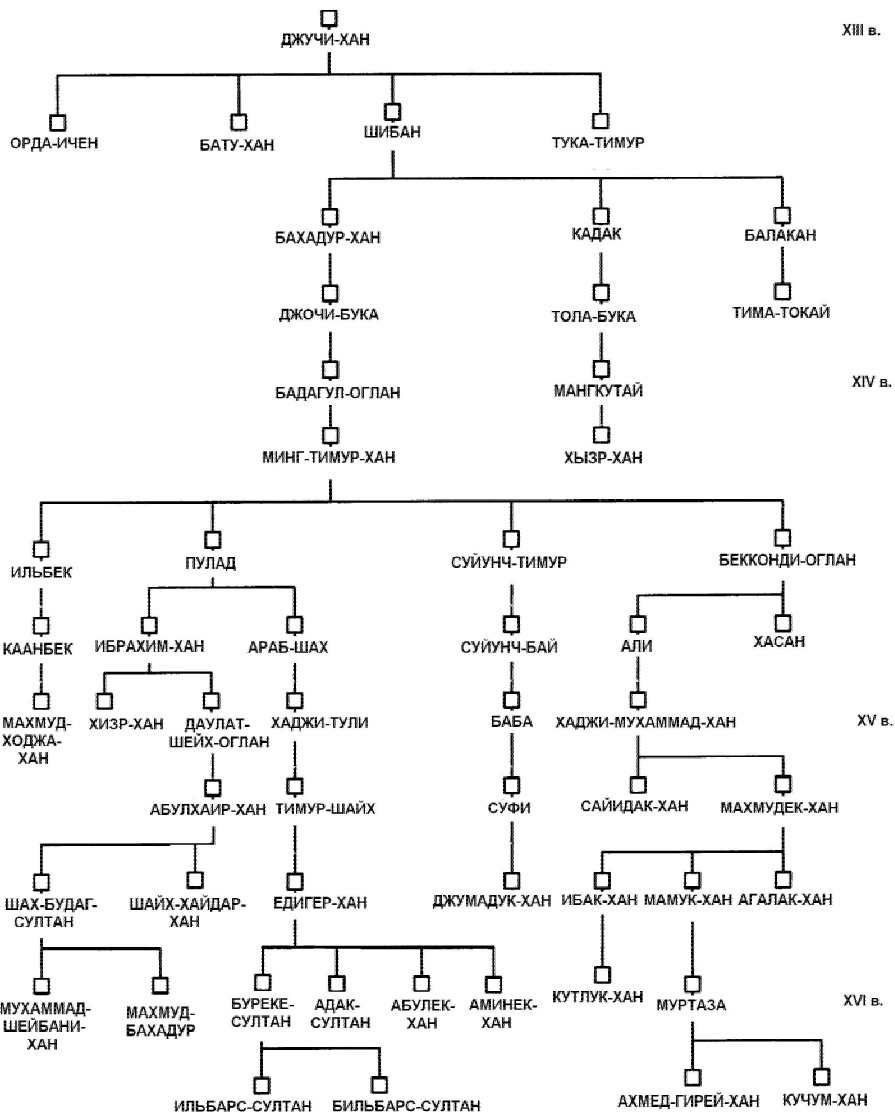 ДЖУЧИ-ХАН
XIII в.
ОРДА-ИЧЕН
БАТУ-ХАН
ШИБАН
ТУКА-ТИМУР
БАХАДУР-ХАН
КАДАК
БАЛАКАН
ДЖОЧИ-БУКА
ТОЛА-БУКА
ТИМА-ТОКАЙ
БАДАГУЛ-ОГЛАН
МАНГКУТАЙ
XIV в.
МИНГ-ТИМУР-ХАН
ХЫЗР-ХАН
ИЛЬБЕК
ПУЛАД
СУЙУНЧ-ТИМУР
БЕККОНДИ-ОГЛАН
КААНБЕК
ИБРАХИМ-ХАН
АРАБ-ШАХ
СУЙУНЧ-БАЙ
АЛИ
ХАСАН
МАХМУД-
ХОДЖА-
ХАН
ХИЗР-ХАН
ДАУЛАТ-
ШЕЙХ-ОГЛАН
ХАДЖИ-ТУЛИ
БАБА
ХАДЖИ-МУХАММАД-ХАН
XV в.
АБУЛХАИР-ХАН
ТИМУР-ШАЙХ
СУФИ
САЙИДАК-ХАН
МАХМУДЕК-ХАН
ШАХ-БУДАГ-
СУЛТАН
ШАЙХ-ХАЙДАР-
ХАН
ЕДИГЕР-ХАН
ДЖУМАДУК-ХАН
ИБАК-ХАН
МАМУК-ХАН
АГАЛАК-ХАН
МУХАММАД-
ШЕЙБАНИ-
ХАН
МАХМУД-
БАХАДУР
БУРЕКЕ-
СУЛТАН
АДАК-
СУЛТАН
АБУЛЕК-
ХАН
АМИНЕК-
ХАН
КУТЛУК-ХАН
МУРТАЗА
XVI в.
ИЛЬБАРС-СУЛТАН
БИЛЬБАРС-СУЛТАН
АХМЕД-ГИРЕЙ-ХАН
КУЧУМ-ХАН